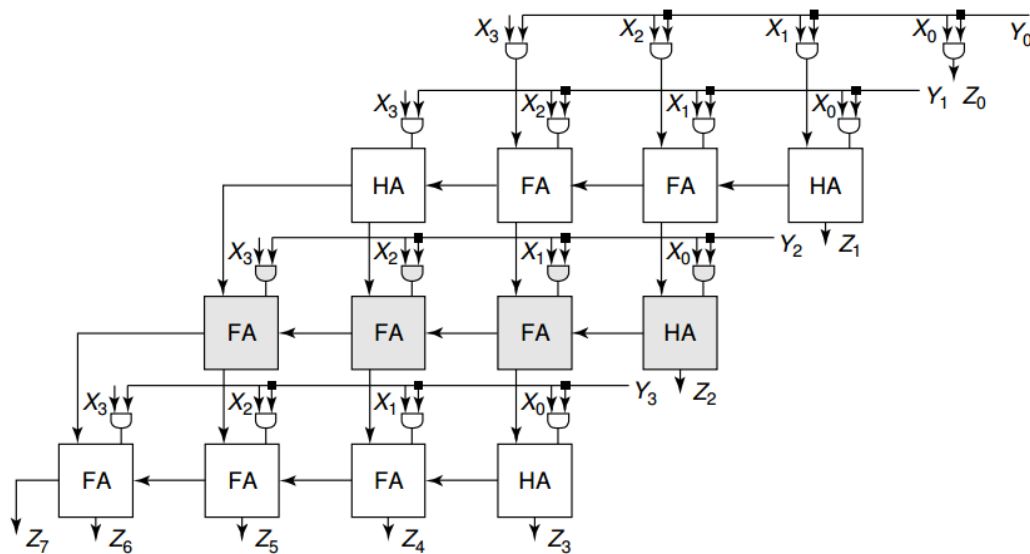 X3 X2 X1 X0 Y0
X3 X2 X1 X0 Y1 Z0
HA FA FA HA
X3 X2 X1 X0 Y2 Z1
FA FA FA HA
X3 X2 X1 X0 Y3 Z2
FA FA FA HA
Z7 Z6 Z5 Z4 Z3